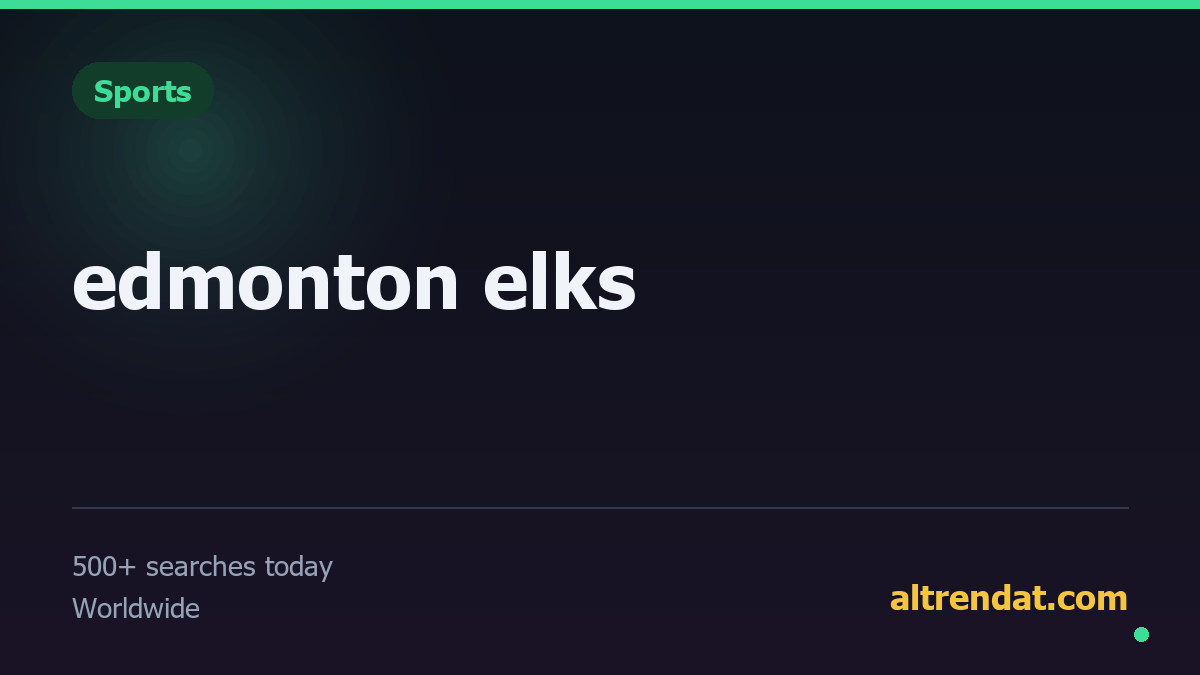 Sports
edmonton elks
500+ searches today
Worldwide
altrendat.com